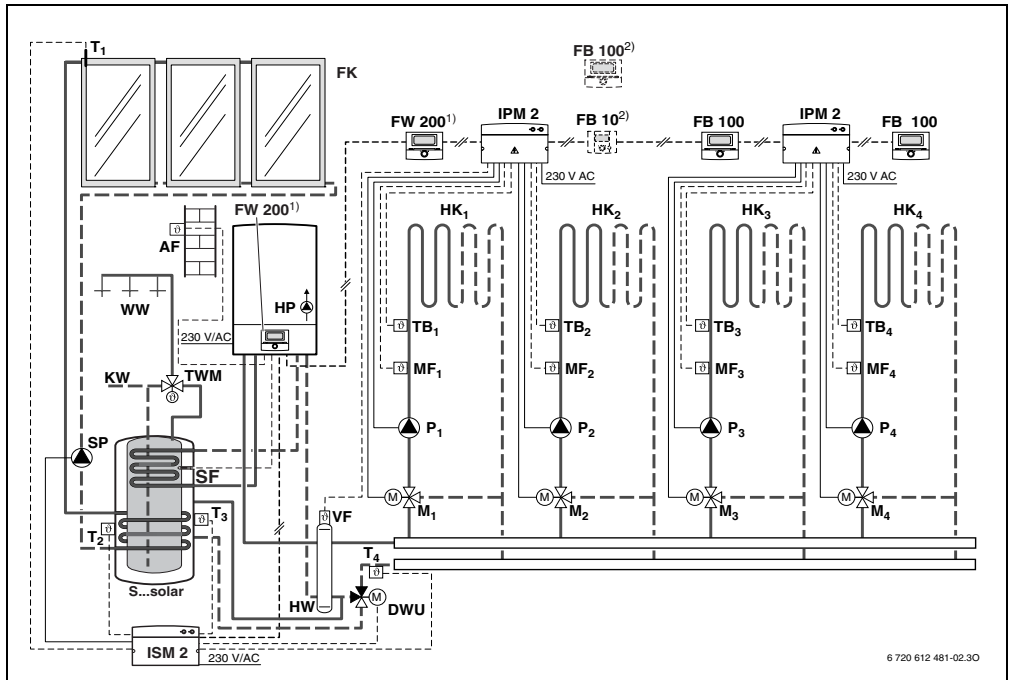 T1
FK
FB 100 2)
FW 200 1)
IPM 2
FB 10 2)
FB 100
IPM 2
FB 100
230 V AC
230 V AC
FW 200 1)
AF
HK1
HK2
HK3
HK4
WW
HP
230 V/AC
TB1
TB2
TB3
TB4
KW
TWM
MF1
MF2
MF3
MF4
SP
P1
P2
P3
P4
SF
M
M1
M
M2
M
M3
M
M4
T2
T3
VF
T4
S...solar
HW
M
DWU
ISM 2
230 V/AC
6 720 612 481-02.3O